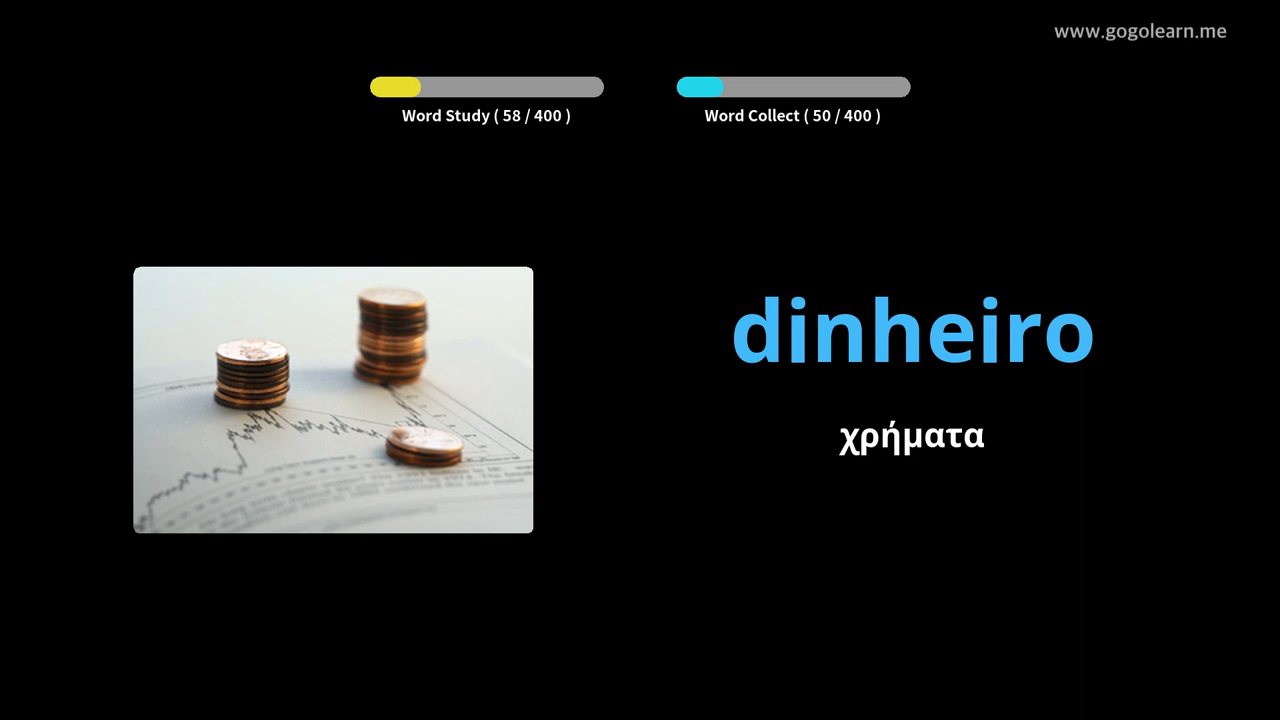 www.gogolearn.me
Word Study ( 58 / 400 )
Word Collect ( 50 / 400 )
dinheiro
χρήματα